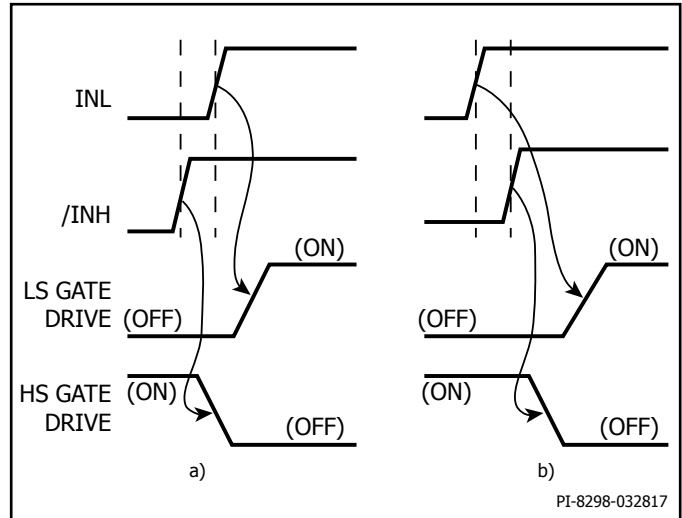 INL
/INH
LS GATE
DRIVE
(OFF)
(ON)
(OFF)
(ON)
HS GATE
DRIVE
(ON)
(OFF)
(ON)
(OFF)
a)
b)
PI-8298-032817